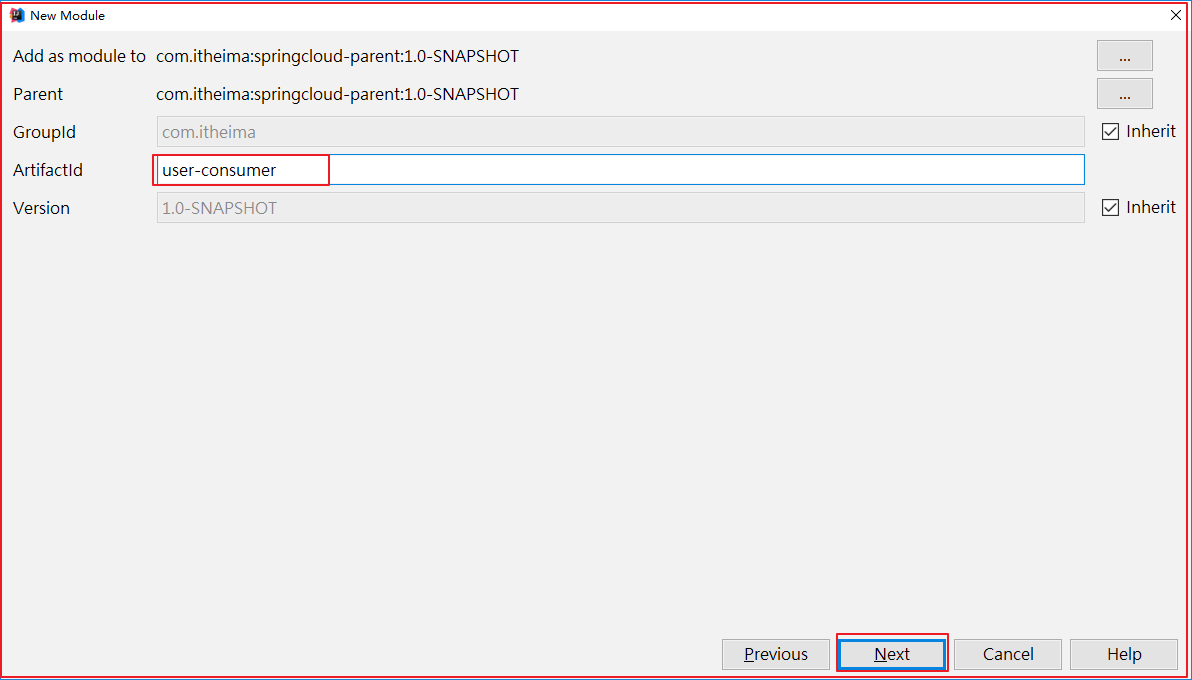 New Module
Add as module to com.itheima:springcloud-parent:1.0-SNAPSHOT ...
Parent com.itheima:springcloud-parent:1.0-SNAPSHOT ...
GroupId com.itheima Inherit
ArtifactId user-consumer
Version 1.0-SNAPSHOT Inherit
Previous Next Cancel Help